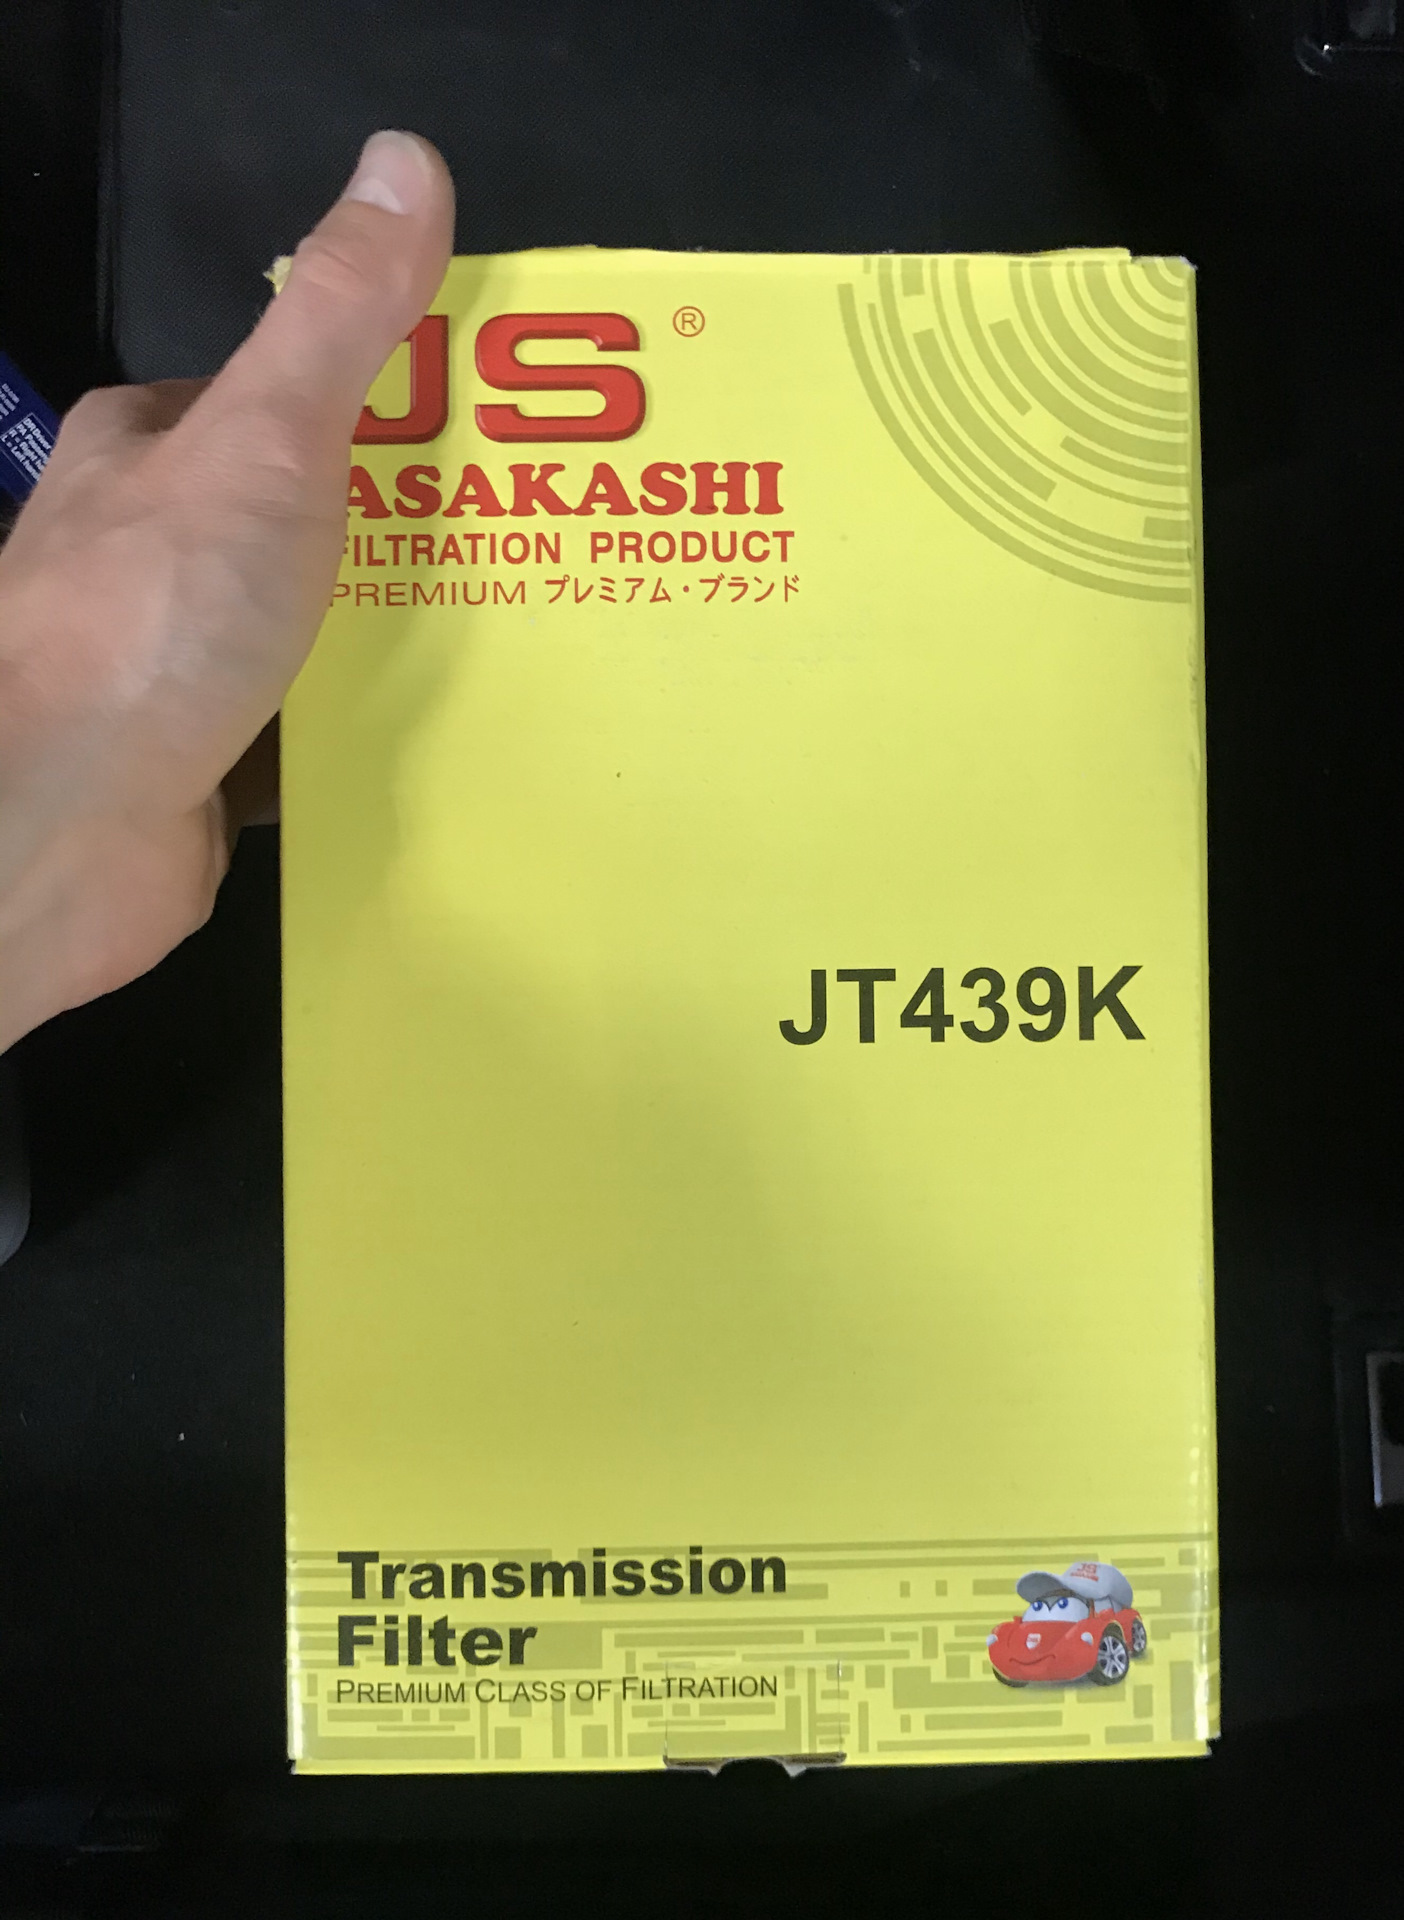 JS ®
ASAKASHI
FILTRATION PRODUCT
PREMIUM プレミアム・ブランド
JT439K
Transmission
Filter
PREMIUM CLASS OF FILTRATION
JS